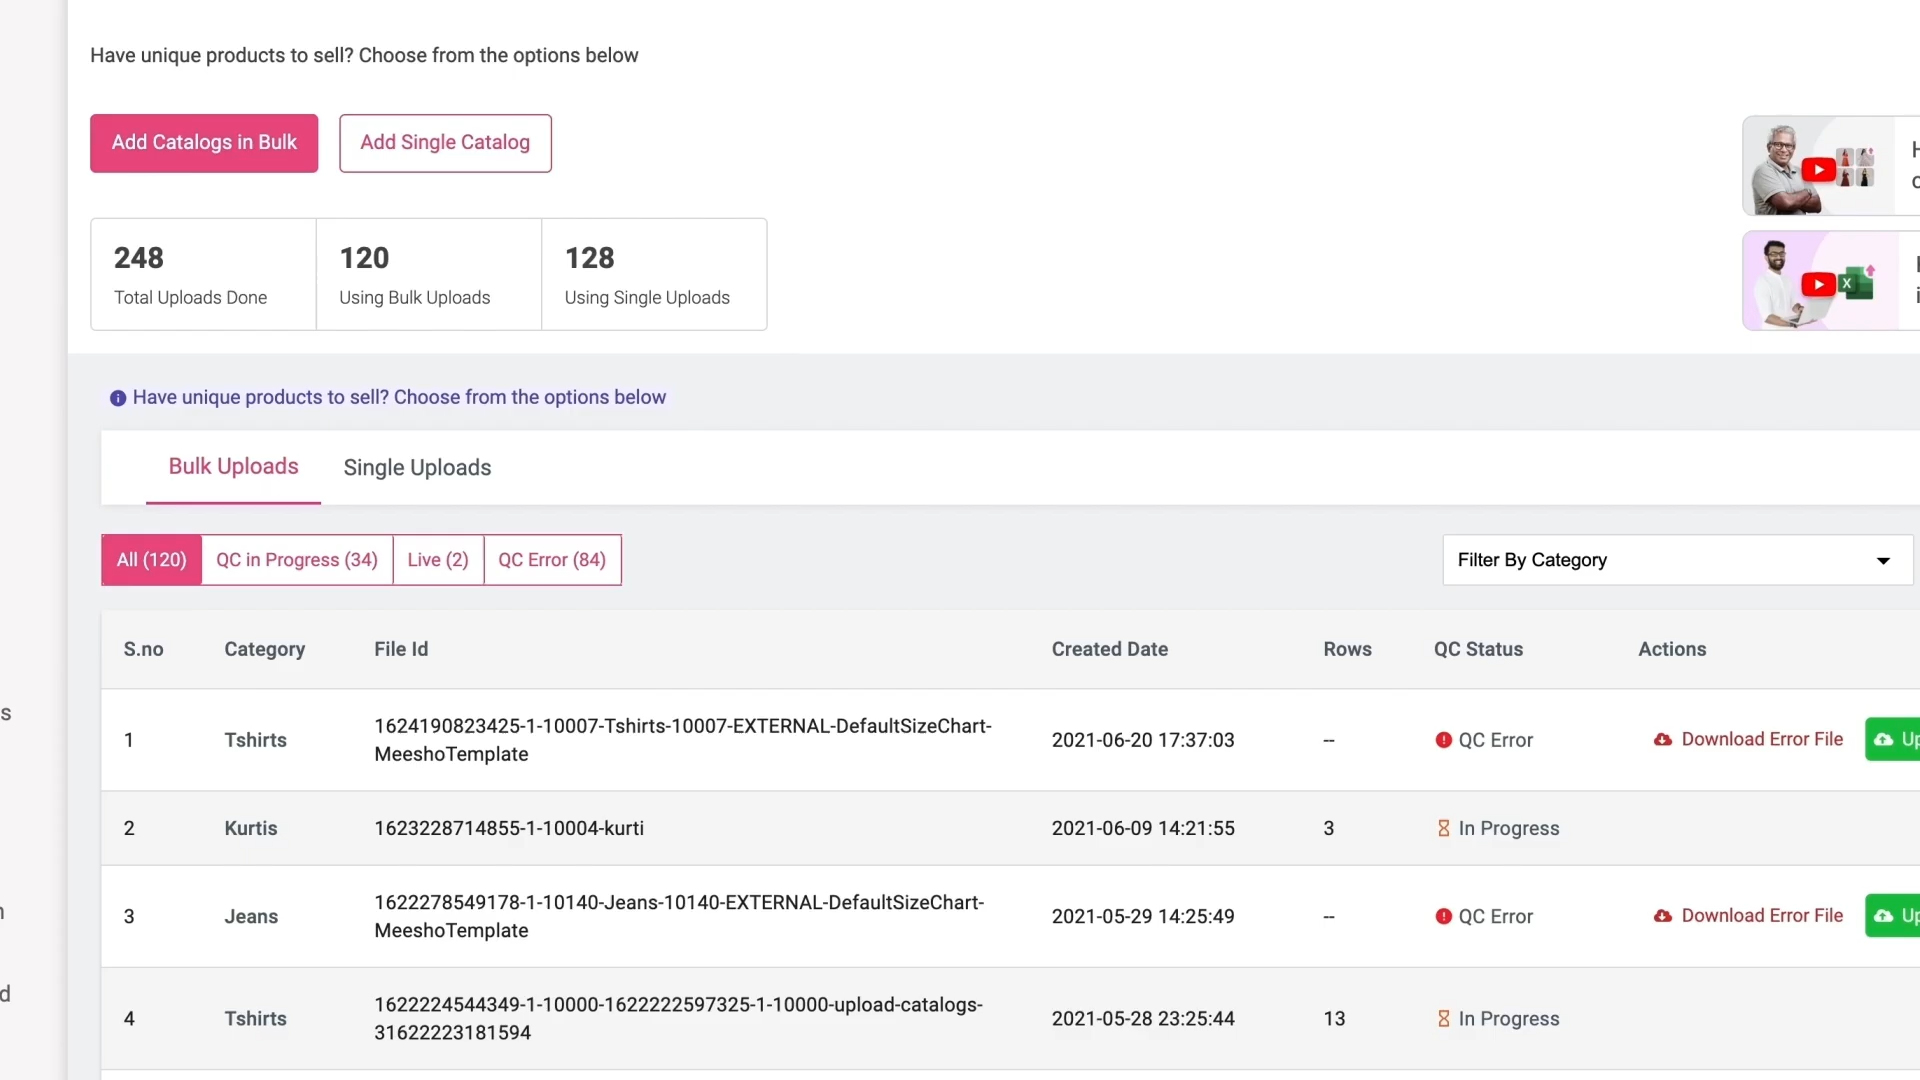 Have unique products to sell? Choose from the options below
Add Catalogs in Bulk
Add Single Catalog
248
Total Uploads Done
120
Using Bulk Uploads
128
Using Single Uploads
Have unique products to sell? Choose from the options below
Bulk Uploads
Single Uploads
All (120)
QC in Progress (34)
Live (2)
QC Error (84)
Filter By Category
S.no Category File Id Created Date Rows QC Status Actions
1 Tshirts 1624190823425-1-10007-Tshirts-10007-EXTERNAL-DefaultSizeChart-
MeeshoTemplate 2021-06-20 17:37:03 -- QC Error Download Error File
2 Kurtis 1623228714855-1-10004-kurti 2021-06-09 14:21:55 3 In Progress
3 Jeans 1622278549178-1-10140-Jeans-10140-EXTERNAL-DefaultSizeChart-
MeeshoTemplate 2021-05-29 14:25:49 -- QC Error Download Error File
4 Tshirts 1622224544349-1-10000-1622222597325-1-10000-upload-catalogs-
31622223181594 2021-05-28 23:25:44 13 In Progress